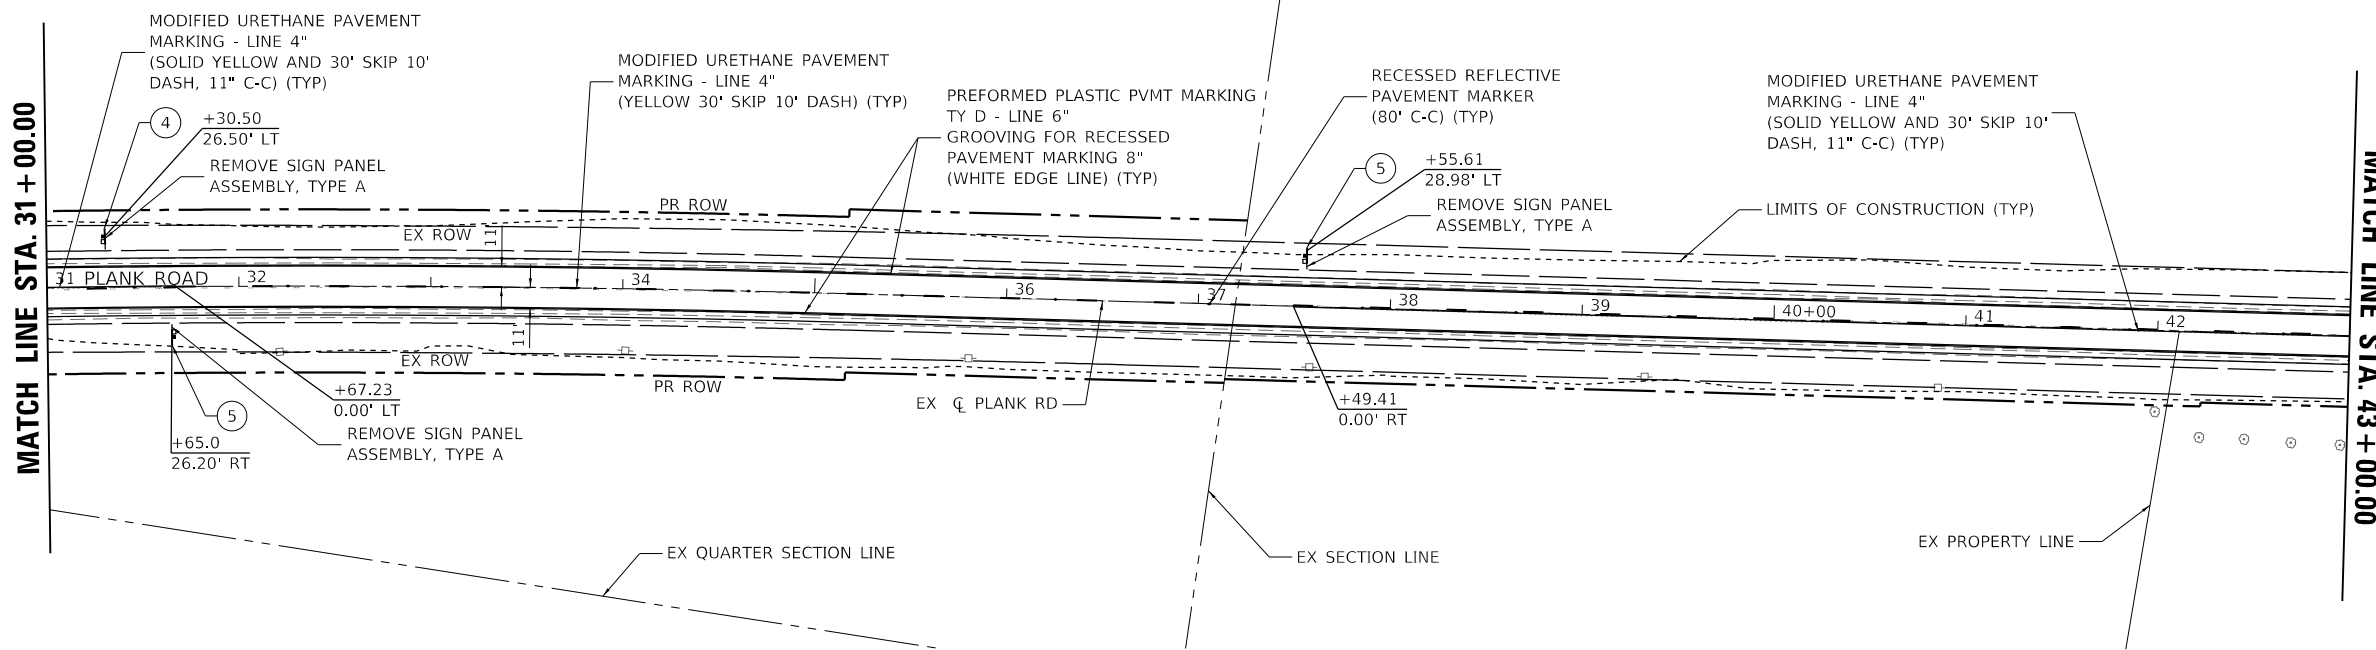 MATCH LINE STA. 31+00.00
MODIFIED URETHANE PAVEMENT
MARKING - LINE 4"
(SOLID YELLOW AND 30' SKIP 10'
DASH, 11" C-C) (TYP)
4
+30.50
26.50' LT
REMOVE SIGN PANEL
ASSEMBLY, TYPE A
MODIFIED URETHANE PAVEMENT
MARKING - LINE 4"
(YELLOW 30' SKIP 10' DASH) (TYP)
PREFORMED PLASTIC PVMT MARKING
TY D - LINE 6"
GROOVING FOR RECESSED
PAVEMENT MARKING 8"
(WHITE EDGE LINE) (TYP)
RECESSED REFLECTIVE
PAVEMENT MARKER
(80' C-C) (TYP)
5
+55.61
28.98' LT
REMOVE SIGN PANEL
ASSEMBLY, TYPE A
MODIFIED URETHANE PAVEMENT
MARKING - LINE 4"
(SOLID YELLOW AND 30' SKIP 10'
DASH, 11" C-C) (TYP)
LIMITS OF CONSTRUCTION (TYP)
PR ROW
EX ROW
11'
31 PLANK ROAD
32
34
36
37
38
39
40+00
41
42
11'
EX ROW
PR ROW
+67.23
0.00' LT
5
+65.0
26.20' RT
REMOVE SIGN PANEL
ASSEMBLY, TYPE A
EX ℄ PLANK RD
+49.41
0.00' RT
EX QUARTER SECTION LINE
EX SECTION LINE
EX PROPERTY LINE
MATCH LINE STA. 43+00.00